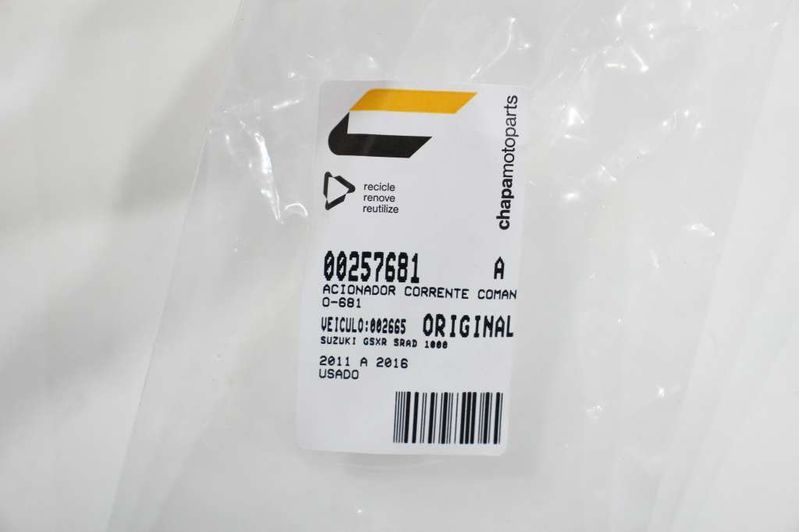 chapamotoparts
recicle
renove
reutilize
00257681 A
ACIONADOR CORRENTE COMAN
O-681
VEICULO:002665 ORIGINAL
SUZUKI GSXR SRAD 1000
2011 A 2016
USADO